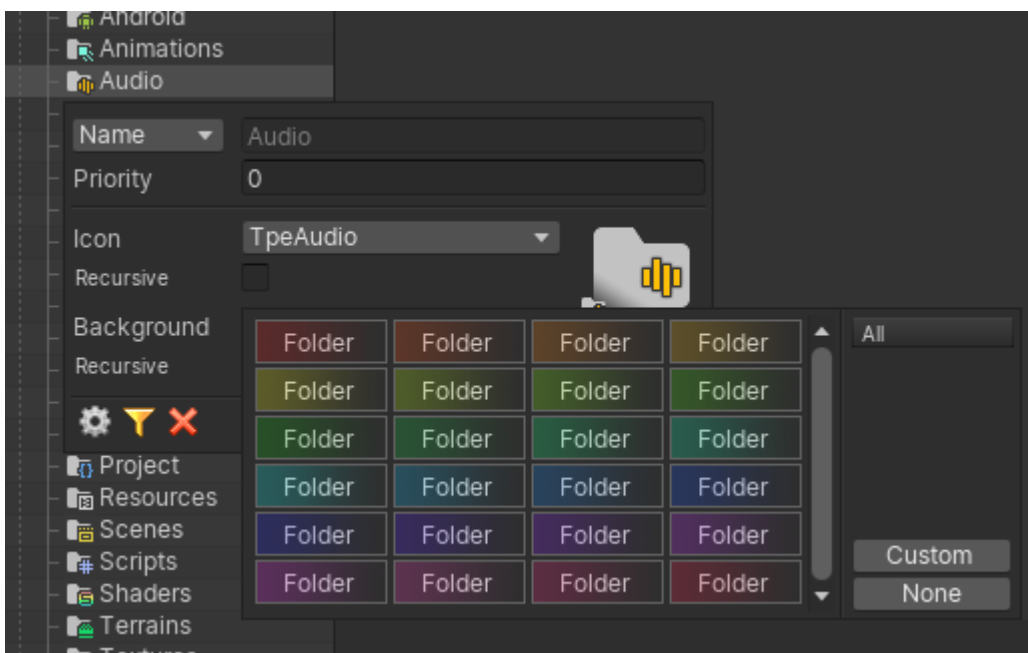 Android
Animations
Audio
Name Audio
Priority 0
Icon TpeAudio
Recursive
Background
Recursive
Folder Folder Folder Folder All
Folder Folder Folder Folder
Folder Folder Folder Folder
Folder Folder Folder Folder
Folder Folder Folder Folder
Folder Folder Folder Folder
Custom
None
Project
Resources
Scenes
Scripts
Shaders
Terrains